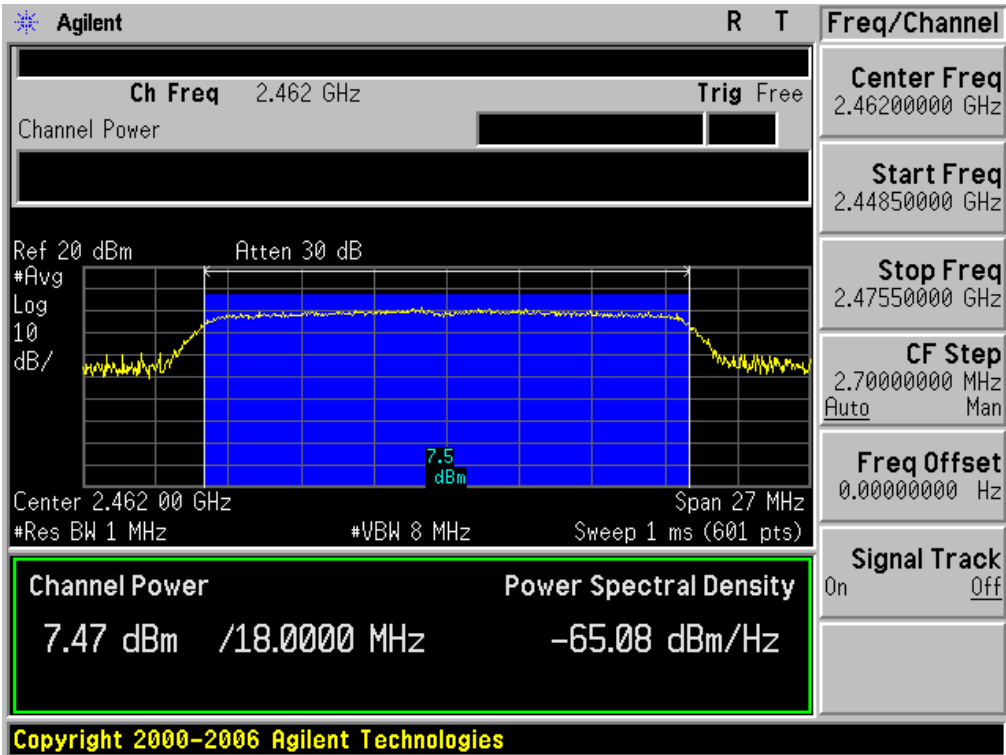 Agilent R T
Ch Freq 2.462 GHz Trig Free
Channel Power
Ref 20 dBm Atten 30 dB
#Avg
Log
10
dB/
7.5
dBm
Center 2.462 00 GHz Span 27 MHz
#Res BW 1 MHz #VBW 8 MHz Sweep 1 ms (601 pts)
Channel Power Power Spectral Density
7.47 dBm /18.0000 MHz -65.08 dBm/Hz
Copyright 2000-2006 Agilent Technologies
Freq/Channel
Center Freq
2.46200000 GHz
Start Freq
2.44850000 GHz
Stop Freq
2.47550000 GHz
CF Step
2.70000000 MHz
Auto Man
Freq Offset
0.00000000 Hz
Signal Track
On Off